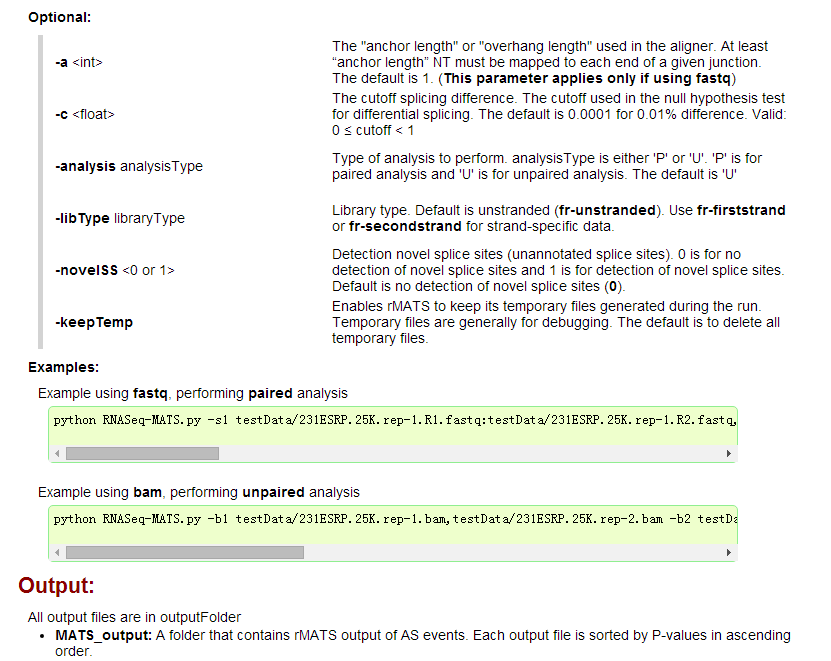 Optional:
-a <int>
The "anchor length" or "overhang length" used in the aligner. At least
“anchor length” NT must be mapped to each end of a given junction.
The default is 1. (This parameter applies only if using fastq)
-c <float>
The cutoff splicing difference. The cutoff used in the null hypothesis test
for differential splicing. The default is 0.0001 for 0.01% difference. Valid:
0 ≤ cutoff < 1
-analysis analysisType
Type of analysis to perform. analysisType is either 'P' or 'U'. 'P' is for
paired analysis and 'U' is for unpaired analysis. The default is 'U'
-libType libraryType
Library type. Default is unstranded (fr-unstranded). Use fr-firststrand
or fr-secondstrand for strand-specific data.
-novelSS <0 or 1>
Detection novel splice sites (unannotated splice sites). 0 is for no
detection of novel splice sites and 1 is for detection of novel splice sites.
Default is no detection of novel splice sites (0).
-keepTemp
Enables rMATS to keep its temporary files generated during the run.
Temporary files are generally for debugging. The default is to delete all
temporary files.
Examples:
Example using fastq, performing paired analysis
python RNASeq-MATS.py -s1 testData/231ESRP.25K.rep-1.R1.fastq:testData/231ESRP.25K.rep-1.R2.fastq,
Example using bam, performing unpaired analysis
python RNASeq-MATS.py -b1 testData/231ESRP.25K.rep-1.bam,testData/231ESRP.25K.rep-2.bam -b2 testDa
Output:
All output files are in outputFolder
• MATS_output: A folder that contains rMATS output of AS events. Each output file is sorted by P-values in ascending
order.